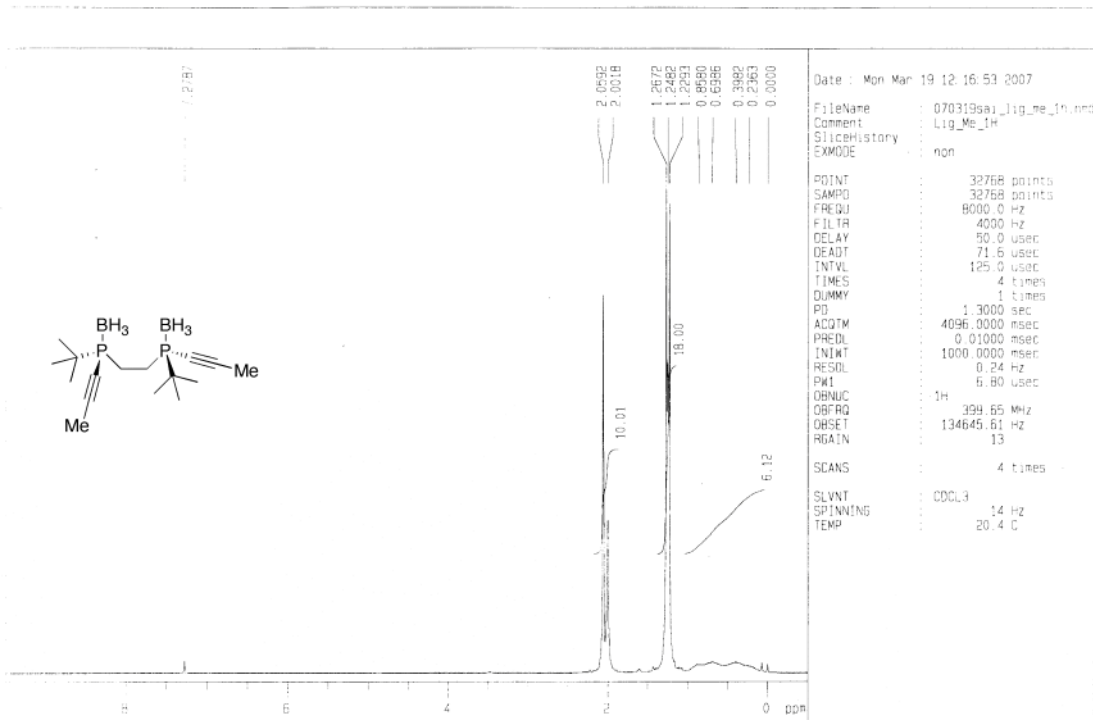 7.2787
2.0592
2.0018
1.2672
1.2482
1.2293
0.8580
0.6986
0.3982
0.2363
0.0000
Date : Mon Mar 19 12:16:53 2007
FileName : 070319sai_lig_me_1h.nmd
Comment : Lig_Me_1H
SliceHistory :
EXMODE : non
POINT : 32768 points
SAMPO : 32768 points
FREQU : 8000.0 Hz
FILTR : 4000 Hz
DELAY : 50.0 usec
DEADT : 71.6 usec
INTVL : 125.0 usec
TIMES : 4 times
DUMMY : 1 times
PD : 1.3000 sec
ACQTM : 4096.0000 msec
PREDL : 0.01000 msec
INIWT : 1000.0000 msec
RESOL : 0.24 Hz
PW1 : 6.80 usec
OBNUC : 1H
OBFRQ : 399.65 MHz
OBSET : 134645.61 Hz
RGAIN : 13
SCANS : 4 times
SLVNT : CDCL3
SPINNING : 14 Hz
TEMP : 20.4 C
BH3 BH3
P P
Me
Me
10.01
18.00
6.12
8 6 4 2 0 ppm